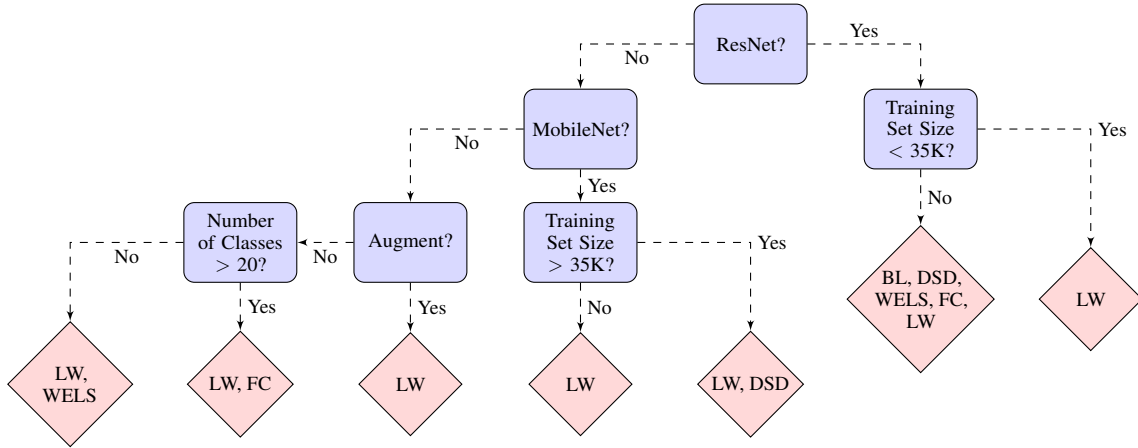 ResNet?
No
Yes
MobileNet?
Training
Set Size
< 35K?
No
Yes
Yes
No
Number
of Classes
> 20?
Augment?
Training
Set Size
> 35K?
No
No
Yes
Yes
Yes
No
BL, DSD,
WELS, FC,
LW
LW
LW,
WELS
LW, FC
LW
LW
LW, DSD